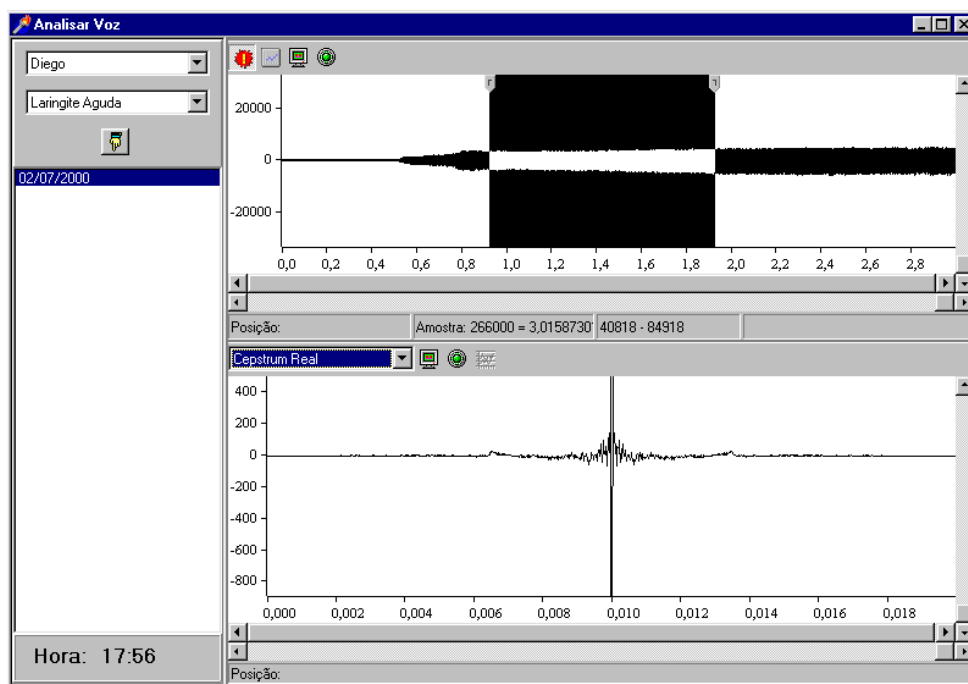 Analisar Voz
Diego
Laringite Aguda
02/07/2000
Hora: 17:56
20000
0
-20000
0,0 0,2 0,4 0,6 0,8 1,0 1,2 1,4 1,6 1,8 2,0 2,2 2,4 2,6 2,8
Posição: Amostra: 266000 = 3,0158730 40818 - 84918
Cepstrum Real
400
200
0
-200
-400
-600
-800
0,000 0,002 0,004 0,006 0,008 0,010 0,012 0,014 0,016 0,018
Posição: